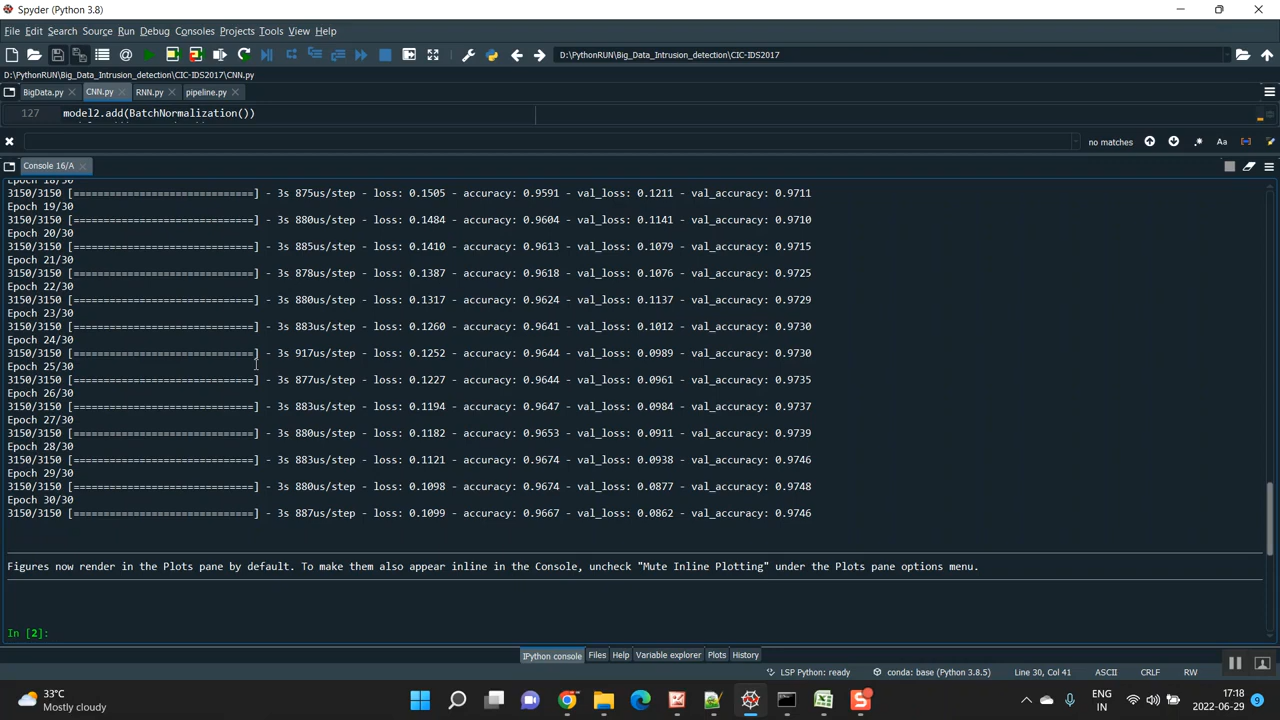 Spyder (Python 3.8)
File Edit Search Source Run Debug Consoles Projects Tools View Help
D:\PythonRUN\Big_Data_Intrusion_detection\CIC-IDS2017
D:\PythonRUN\Big_Data_Intrusion_detection\CIC-IDS2017\CNN.py
BigData.py CNN.py RNN.py pipeline.py
127 model2.add(BatchNormalization())
no matches
Console 16/A
Epoch 18/30
3150/3150 [==============================] - 3s 875us/step - loss: 0.1505 - accuracy: 0.9591 - val_loss: 0.1211 - val_accuracy: 0.9711
Epoch 19/30
3150/3150 [==============================] - 3s 880us/step - loss: 0.1484 - accuracy: 0.9604 - val_loss: 0.1141 - val_accuracy: 0.9710
Epoch 20/30
3150/3150 [==============================] - 3s 885us/step - loss: 0.1410 - accuracy: 0.9613 - val_loss: 0.1079 - val_accuracy: 0.9715
Epoch 21/30
3150/3150 [==============================] - 3s 878us/step - loss: 0.1387 - accuracy: 0.9618 - val_loss: 0.1076 - val_accuracy: 0.9725
Epoch 22/30
3150/3150 [==============================] - 3s 880us/step - loss: 0.1317 - accuracy: 0.9624 - val_loss: 0.1137 - val_accuracy: 0.9729
Epoch 23/30
3150/3150 [==============================] - 3s 883us/step - loss: 0.1260 - accuracy: 0.9641 - val_loss: 0.1012 - val_accuracy: 0.9730
Epoch 24/30
3150/3150 [==============================] - 3s 917us/step - loss: 0.1252 - accuracy: 0.9644 - val_loss: 0.0989 - val_accuracy: 0.9730
Epoch 25/30
3150/3150 [==============================] - 3s 877us/step - loss: 0.1227 - accuracy: 0.9644 - val_loss: 0.0961 - val_accuracy: 0.9735
Epoch 26/30
3150/3150 [==============================] - 3s 883us/step - loss: 0.1194 - accuracy: 0.9647 - val_loss: 0.0984 - val_accuracy: 0.9737
Epoch 27/30
3150/3150 [==============================] - 3s 880us/step - loss: 0.1182 - accuracy: 0.9653 - val_loss: 0.0911 - val_accuracy: 0.9739
Epoch 28/30
3150/3150 [==============================] - 3s 883us/step - loss: 0.1121 - accuracy: 0.9674 - val_loss: 0.0938 - val_accuracy: 0.9746
Epoch 29/30
3150/3150 [==============================] - 3s 880us/step - loss: 0.1098 - accuracy: 0.9674 - val_loss: 0.0877 - val_accuracy: 0.9748
Epoch 30/30
3150/3150 [==============================] - 3s 887us/step - loss: 0.1099 - accuracy: 0.9667 - val_loss: 0.0862 - val_accuracy: 0.9746
Figures now render in the Plots pane by default. To make them also appear inline in the Console, uncheck "Mute Inline Plotting" under the Plots pane options menu.
In [2]:
IPython console Files Help Variable explorer Plots History
LSP Python: ready conda: base (Python 3.8.5) Line 30, Col 41 ASCII CRLF RW
33°C
Mostly cloudy
ENG
IN
17:18
2022-06-29
9